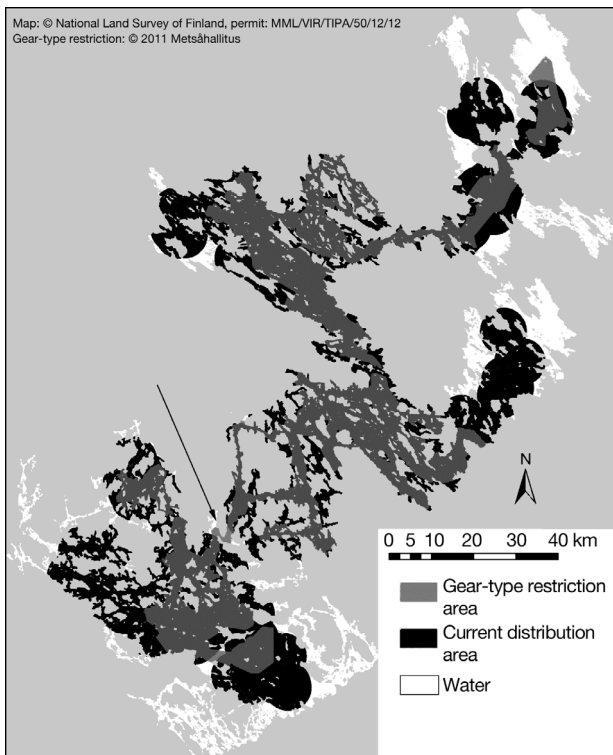 Map: © National Land Survey of Finland, permit: MML/VIR/TIPA/50/12/12
Gear-type restriction: © 2011 Metsåhallitus
N
0 5 10 20 30 40 km
Gear-type restriction
area
Current distribution
area
Water